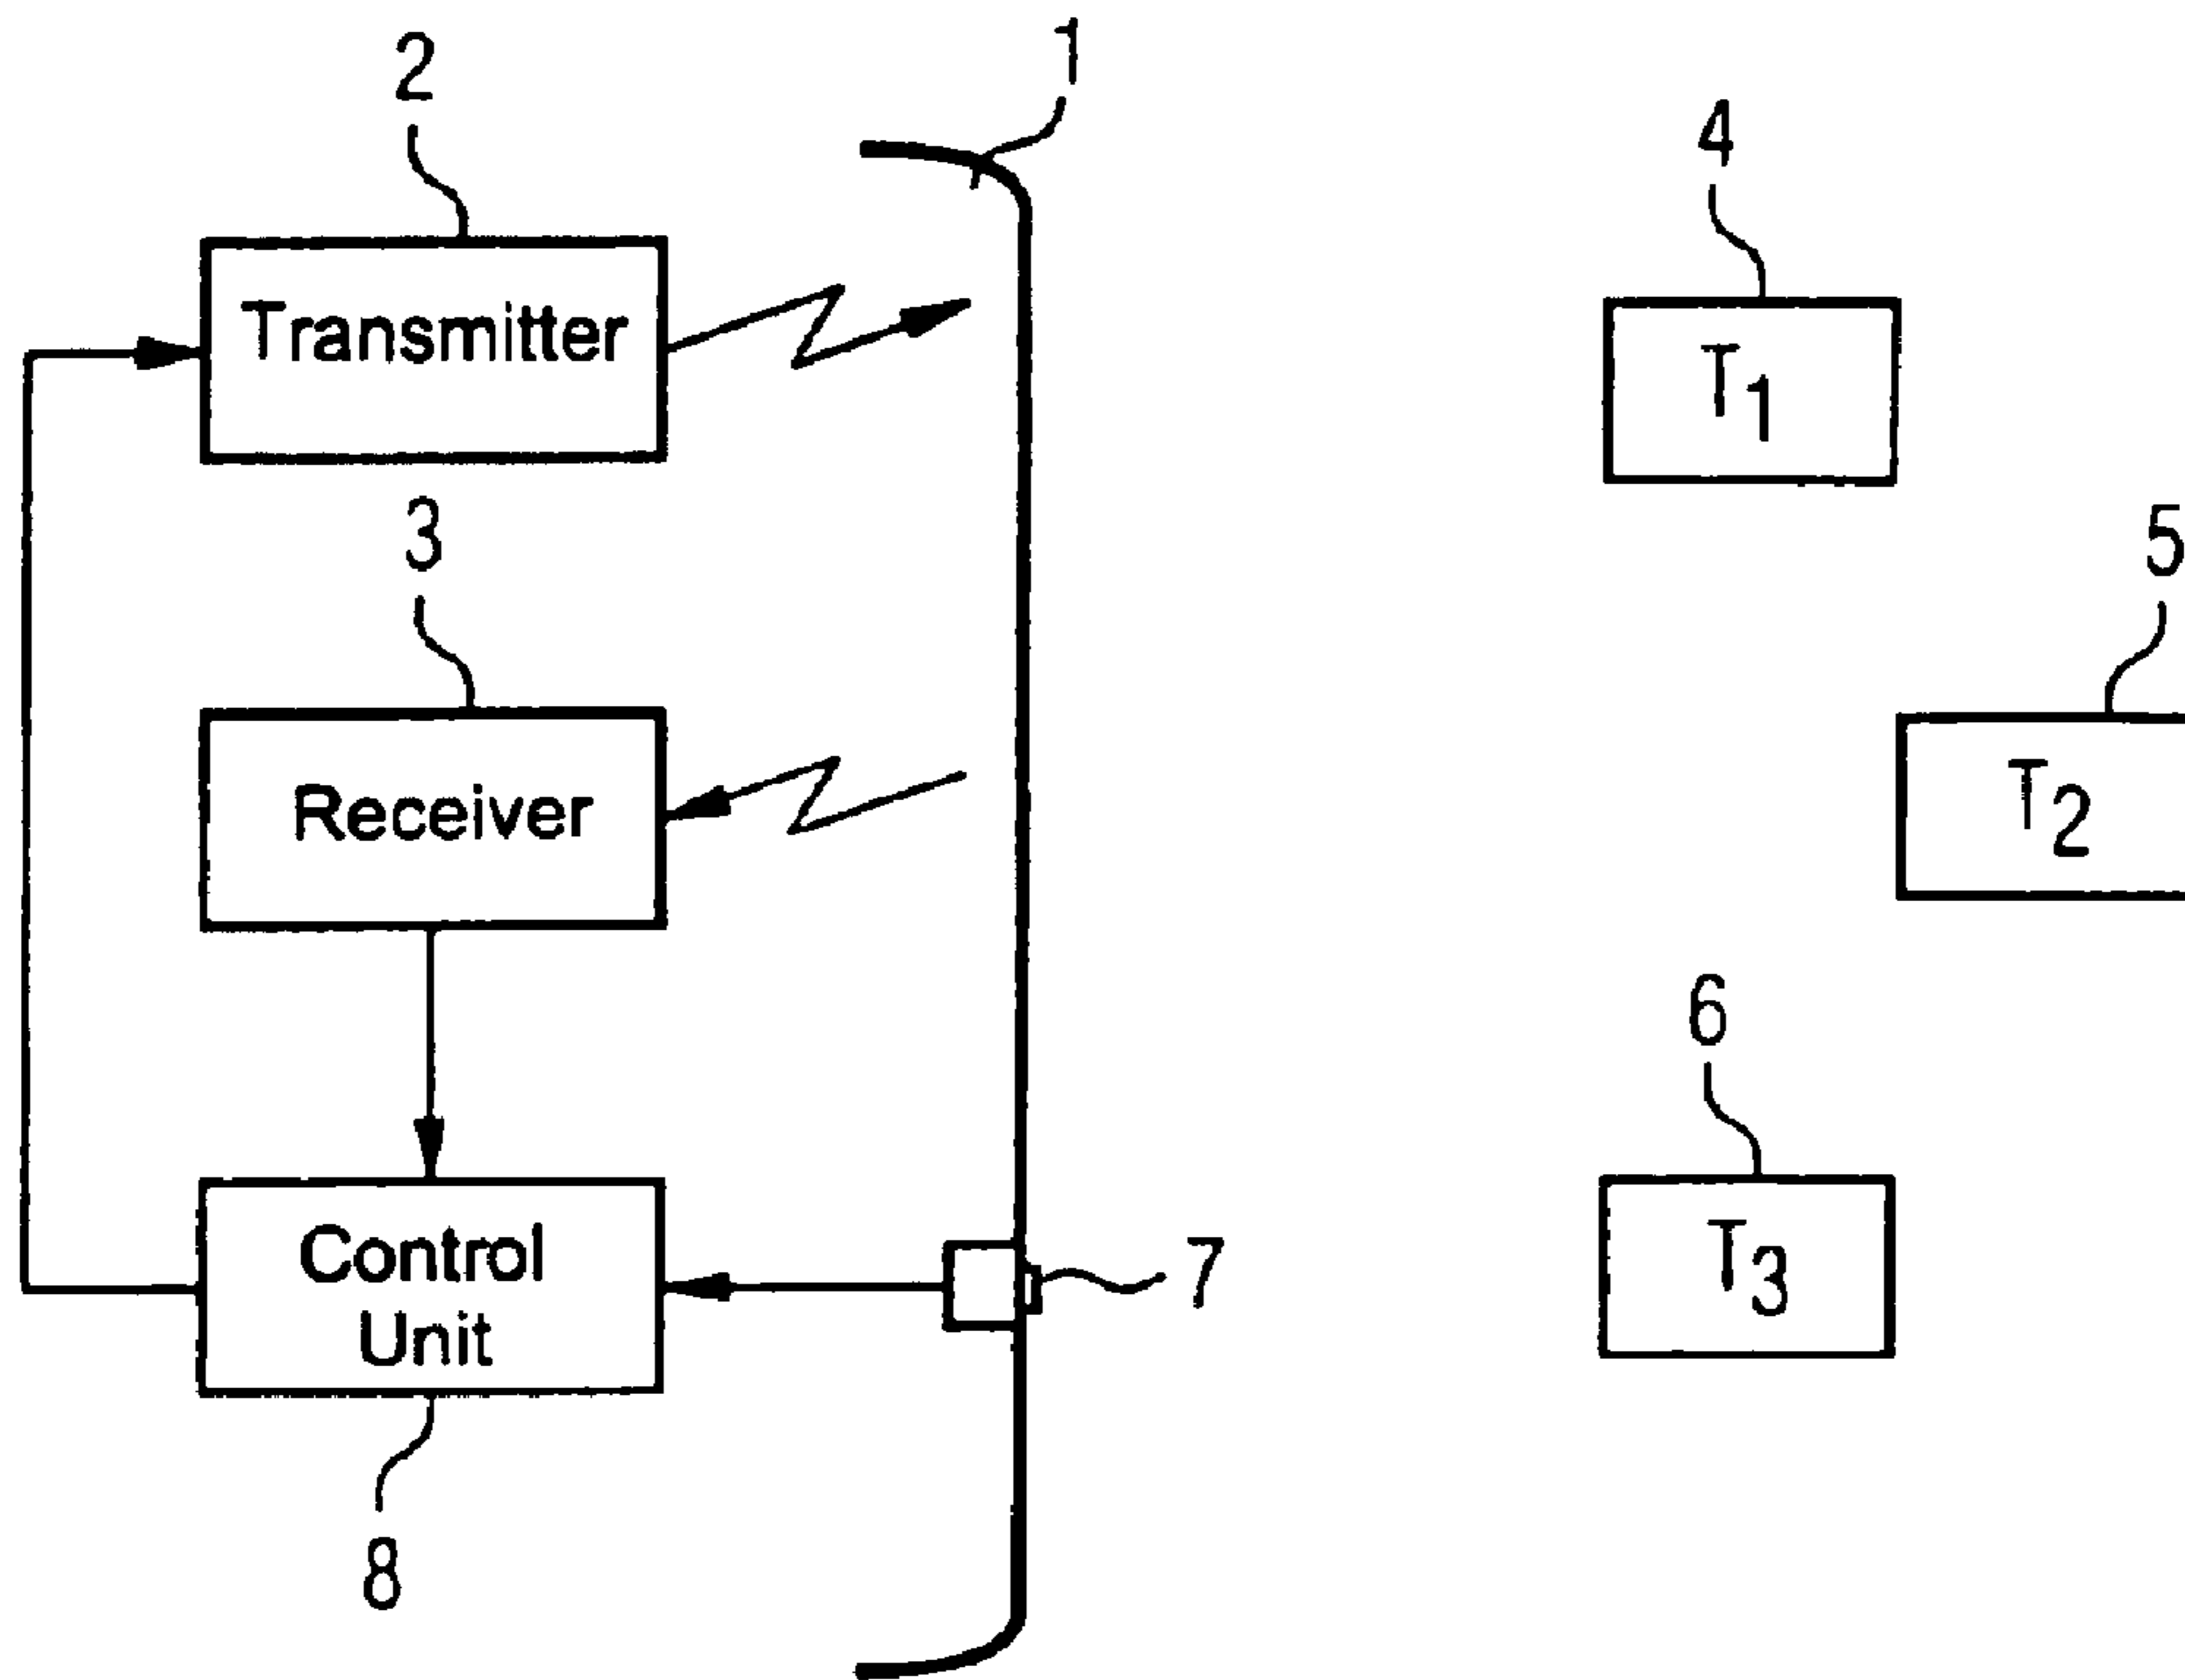 1
2
Transmitter
4
T1
3
5
Receiver
T2
6
T3
Control
Unit
7
8